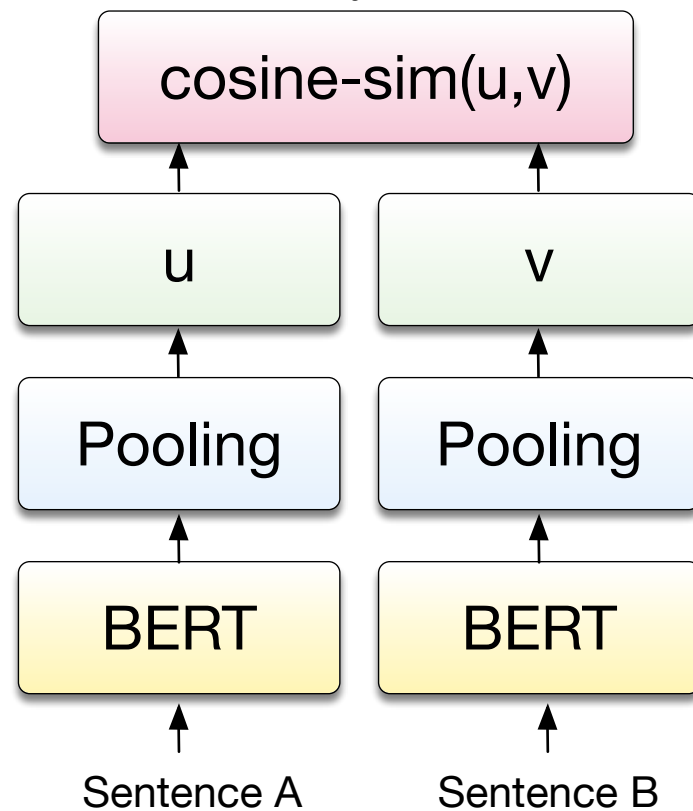 cosine-sim(u,v)
u v
Pooling Pooling
BERT BERT
Sentence A Sentence B